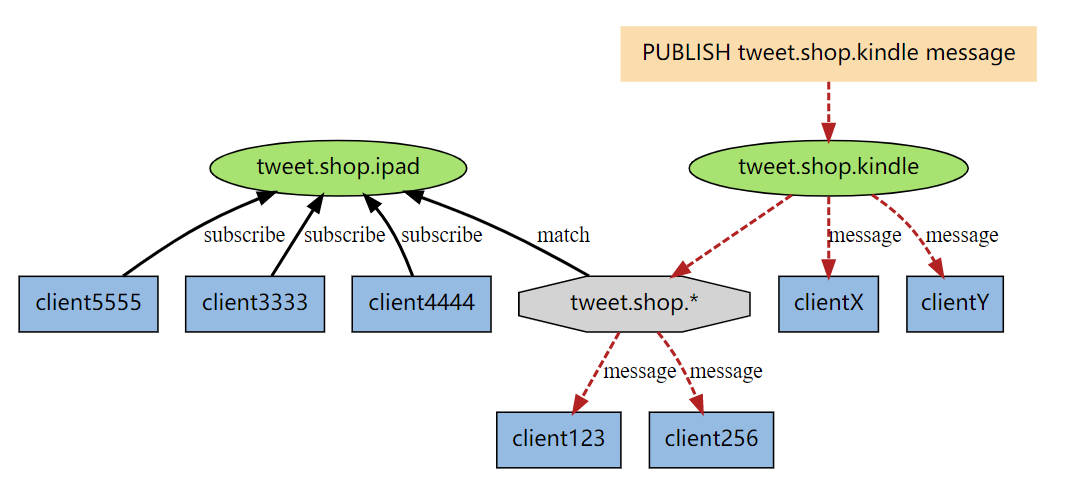 PUBLISH tweet.shop.kindle message
tweet.shop.ipad
tweet.shop.kindle
subscribe
subscribe
subscribe
match
message
message
client5555
client3333
client4444
tweet.shop.*
clientX
clientY
message
message
client123
client256